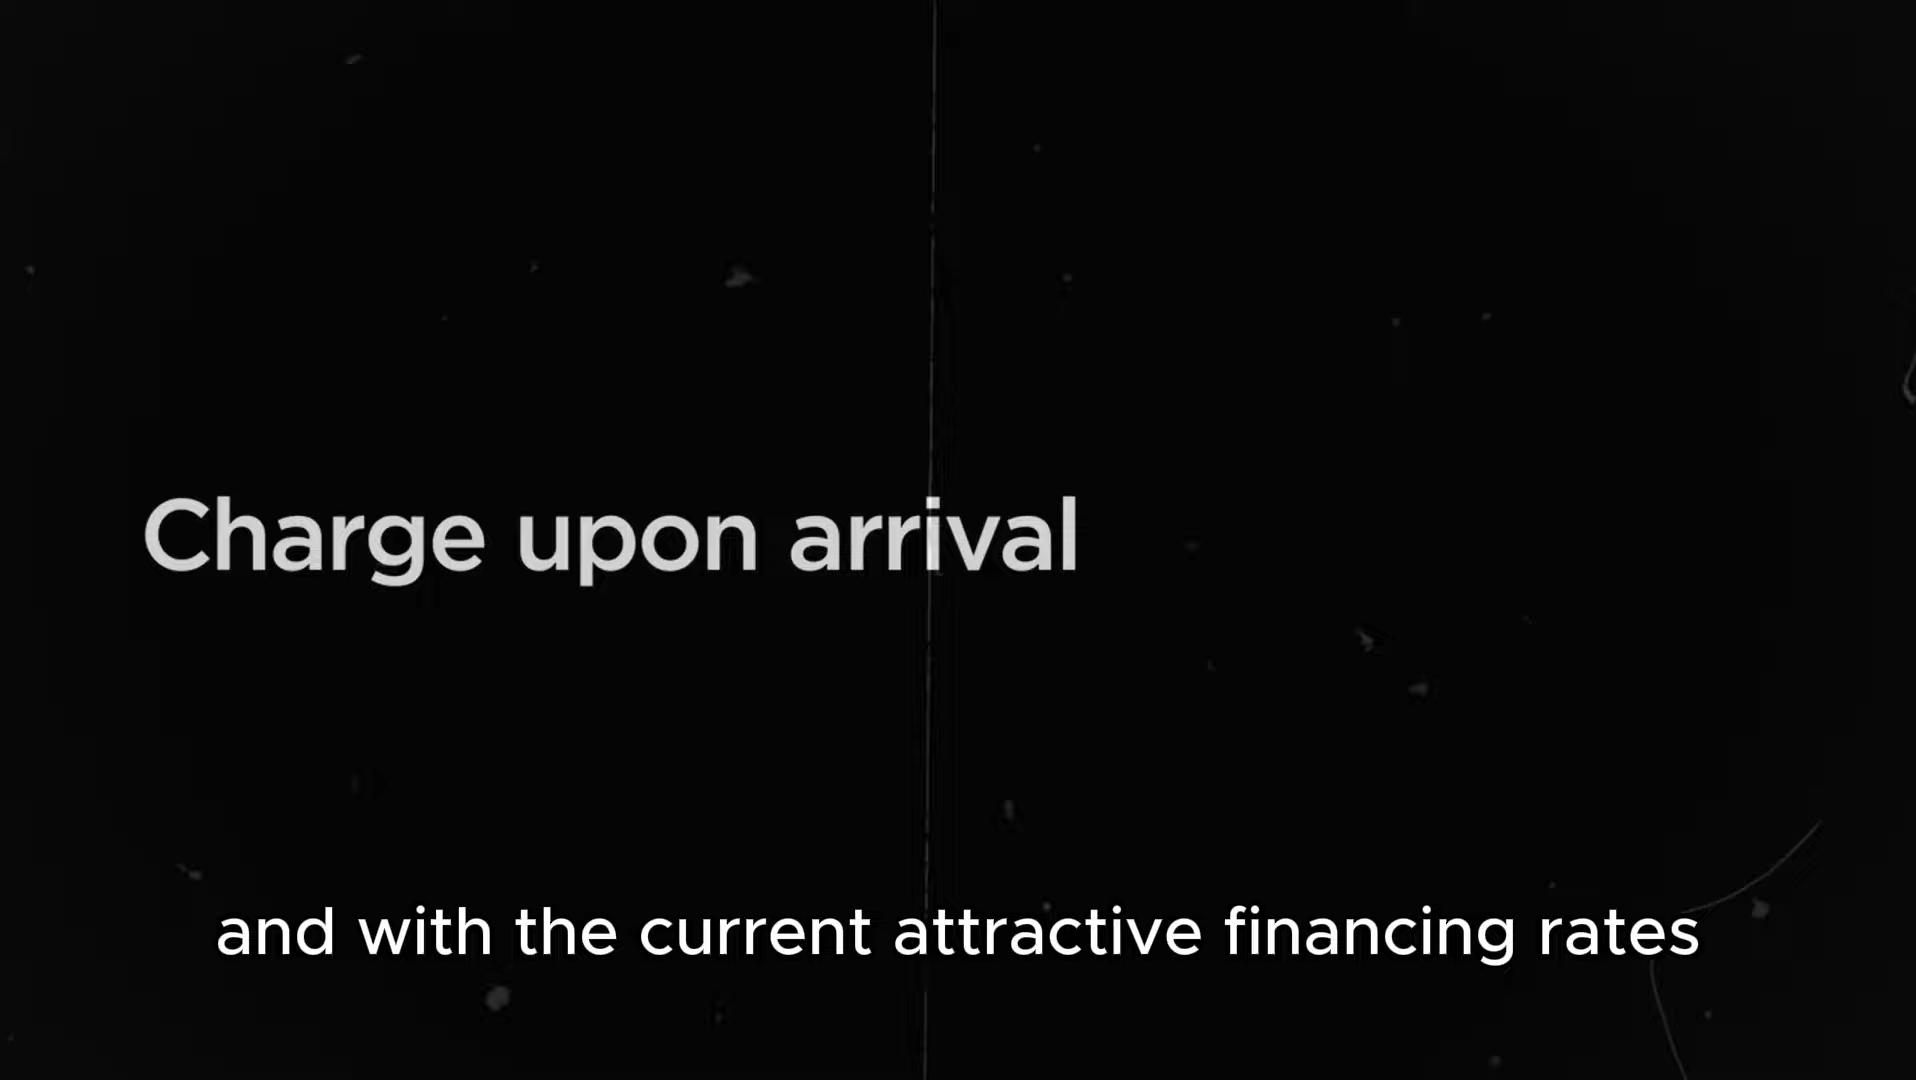 Charge upon arrival
and with the current attractive financing rates